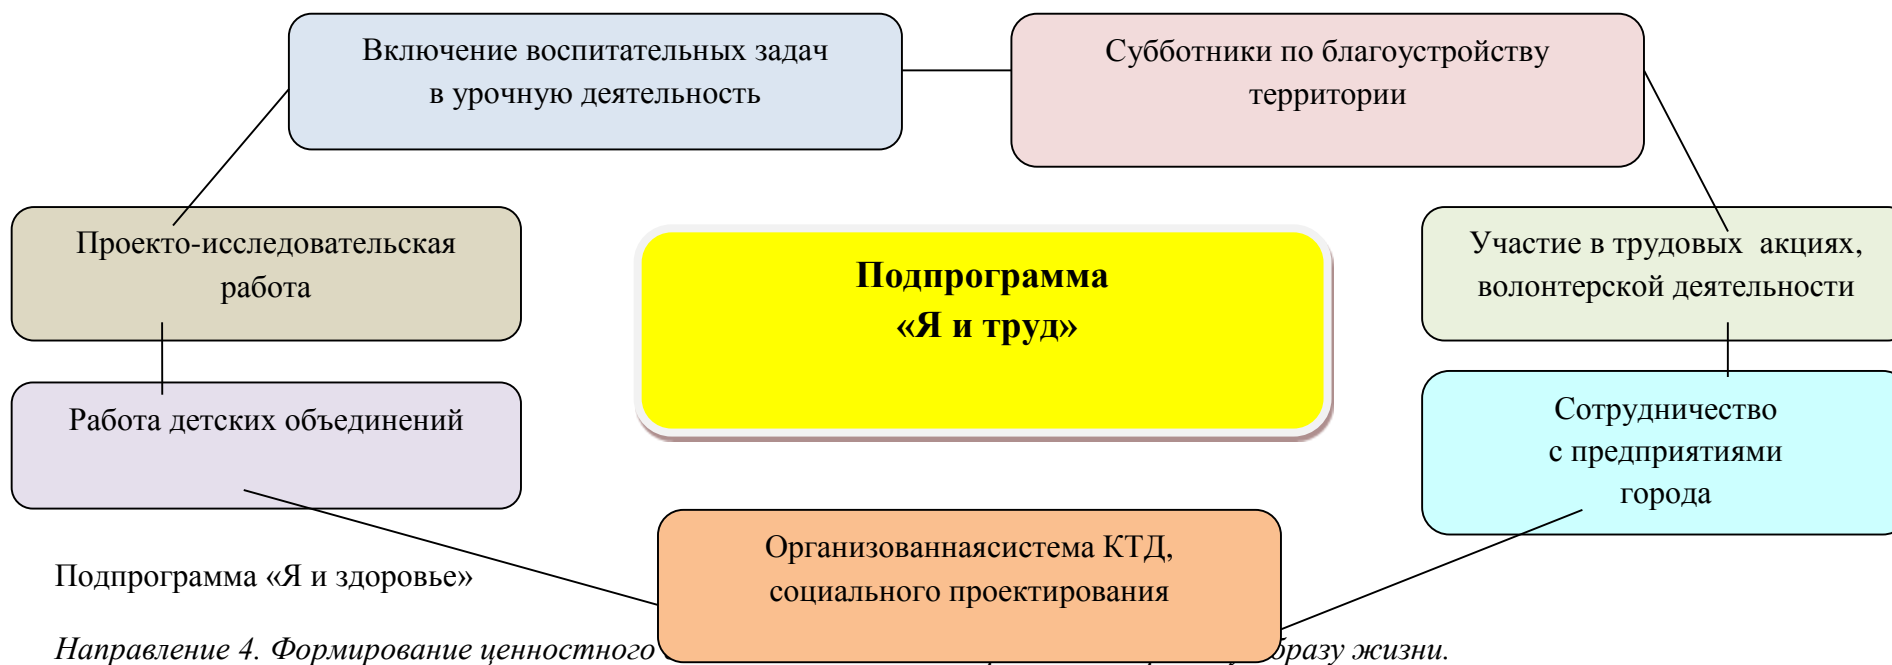 Включение воспитательных задач
в урочную деятельность
Субботники по благоустройству
территории
Проекто-исследовательская
работа
Подпрограмма
«Я и труд»
Участие в трудовых  акциях,
волонтерской деятельности
Работа детских объединений
Сотрудничество
с предприятиями
города
Организованнаясистема КТД,
социального проектирования
Подпрограмма «Я и здоровье»
Направление 4. Формирование ценностного жизни.